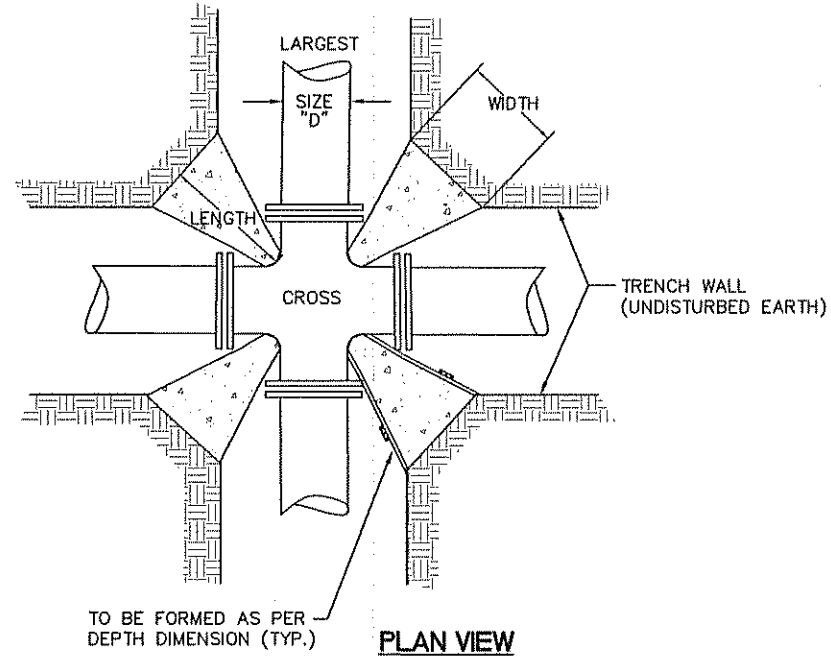 LARGEST
SIZE
"D"
WIDTH
LENGTH
CROSS
TRENCH WALL
(UNDISTURBED EARTH)
TO BE FORMED AS PER
DEPTH DIMENSION (TYP.)
PLAN VIEW